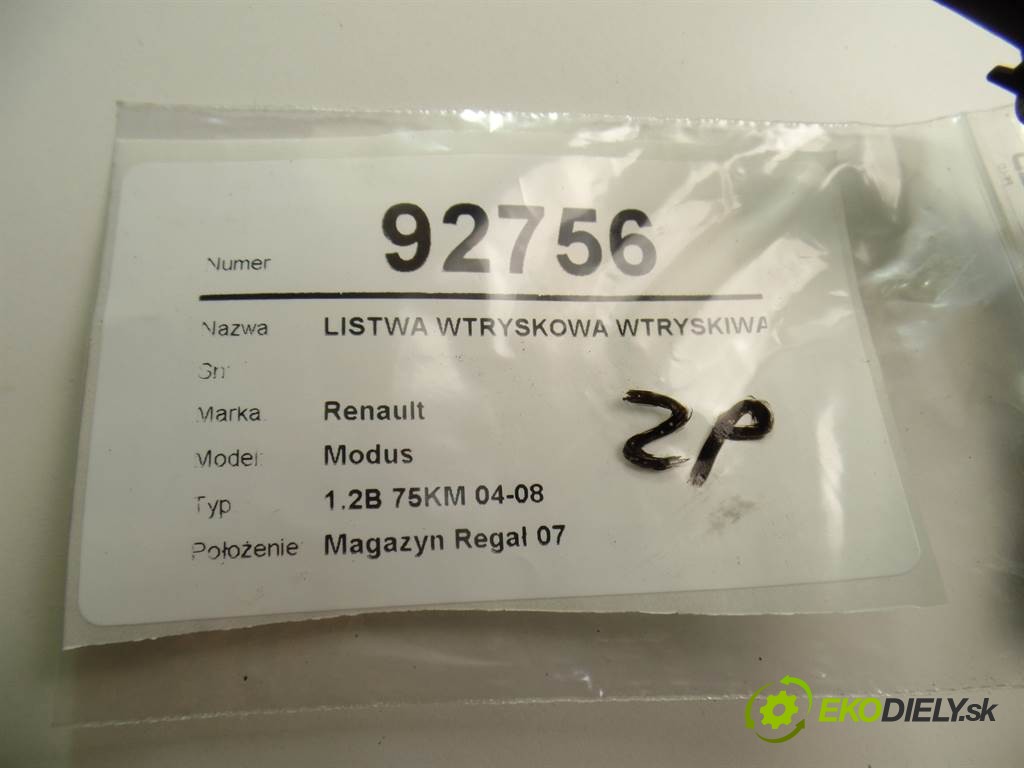 Numer 92756
Nazwa LISTWA WTRYSKOWA WTRYSKIWA
Sn:
Marka: Renault
Model: Modus
Typ 1.2B 75KM 04-08
Położenie: Magazyn Regał 07
ZP
EKODIELY.sk